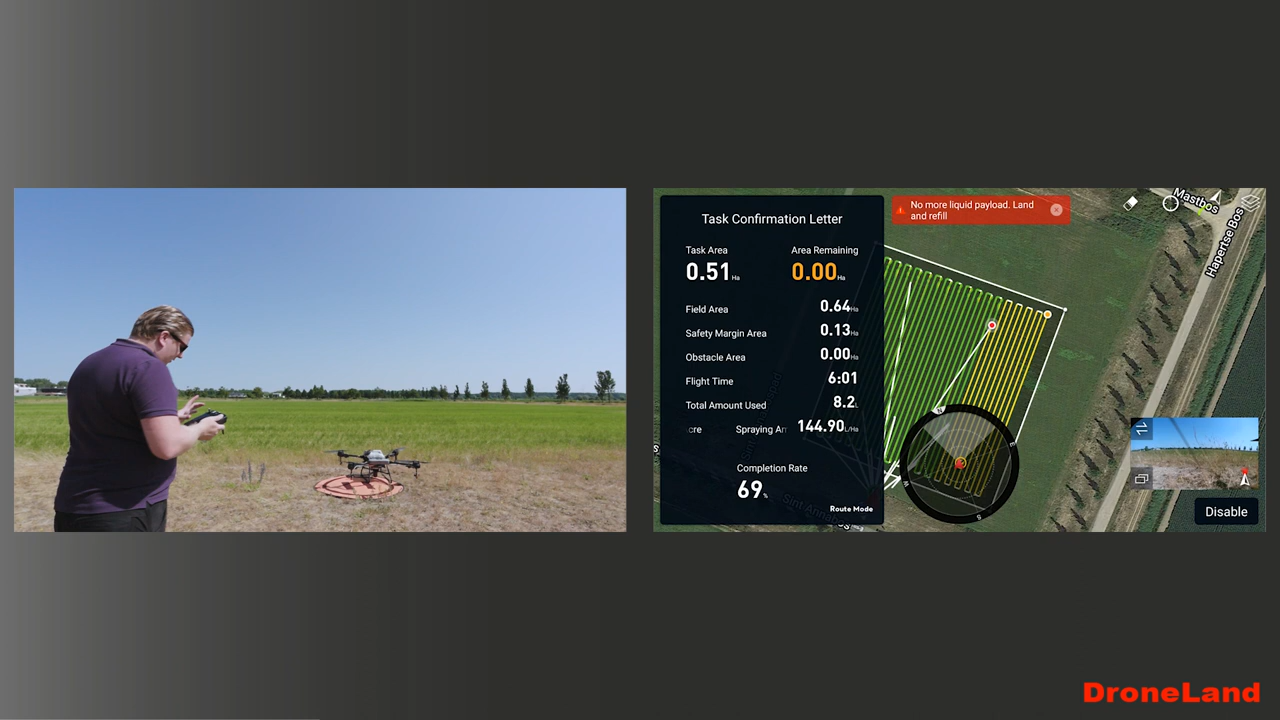 Task Confirmation Letter
Task Area
Area Remaining
0.51 Ha
0.00 Ha
Field Area 0.64 Ha
Safety Margin Area 0.13 Ha
Obstacle Area 0.00 Ha
Flight Time 6:01
Total Amount Used 8.2 L
cre Spraying Am 144.90 L/Ha
Completion Rate
69 %
Route Mode
No more liquid payload. Land
and refill
Mastbos
Hapertse Bos
E
S
W
Disable
DroneLand